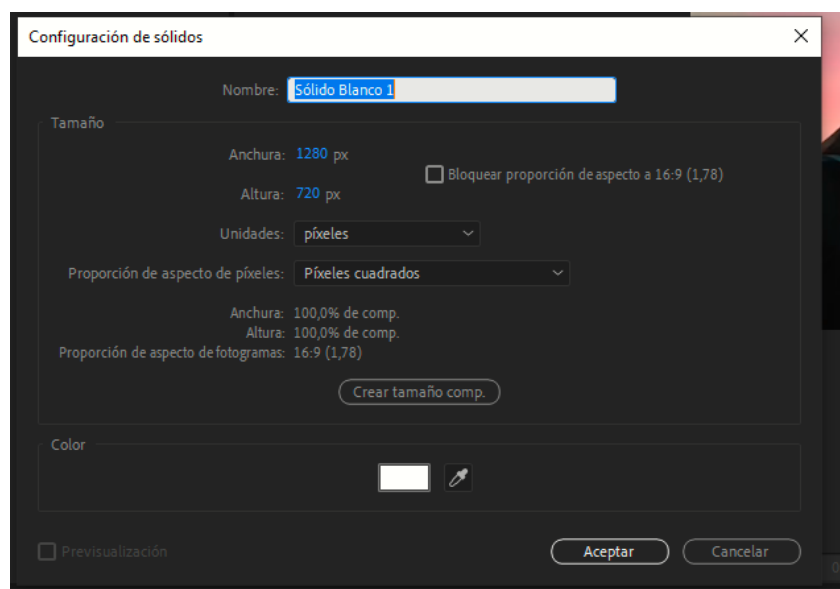 Configuración de sólidos
Nombre: Sólido Blanco 1
Tamaño
Anchura: 1280 px
Bloquear proporción de aspecto a 16:9 (1,78)
Altura: 720 px
Unidades: píxeles
Proporción de aspecto de píxeles: Píxeles cuadrados
Anchura: 100,0% de comp.
Altura: 100,0% de comp.
Proporción de aspecto de fotogramas: 16:9 (1,78)
Crear tamaño comp.
Color
Previsualización
Aceptar
Cancelar
0